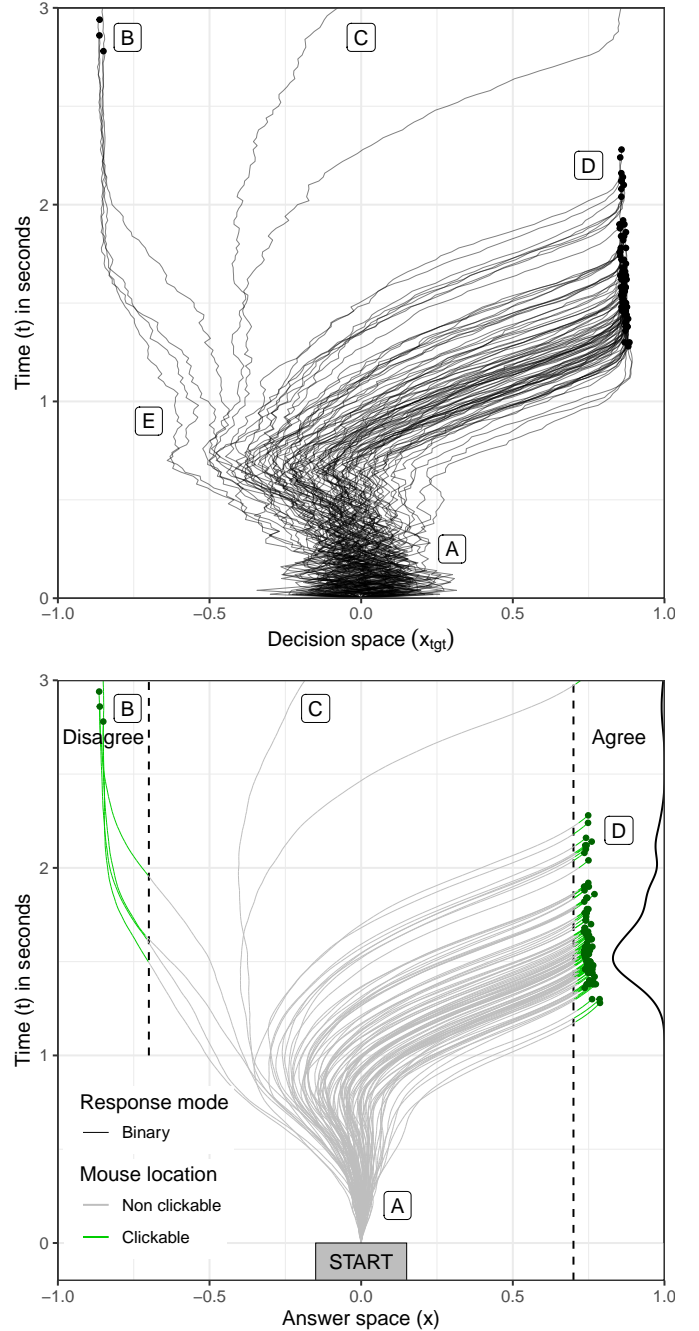 3
B
C
D
2
Time (t) in seconds
E
1
A
0
−1.0 −0.5 0.0 0.5 1.0
Decision space (x_tgt)
3
B
C
Disagree
Agree
D
2
Time (t) in seconds
1
Response mode
Binary
Mouse location
Non clickable
Clickable
A
0
START
−1.0 −0.5 0.0 0.5 1.0
Answer space (x)